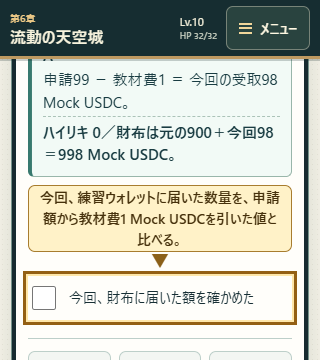 第6章
流動の天空城
Lv.10
HP 32/32
メニュー
申請99 － 教材費1 ＝ 今回の受取98
Mock USDC。
ハイリキ 0／財布は元の900＋今回98
＝998 Mock USDC。
今回、練習ウォレットに届いた数量を、申請
額から教材費1 Mock USDCを引いた値と
比べる。
今回、財布に届いた額を確かめた